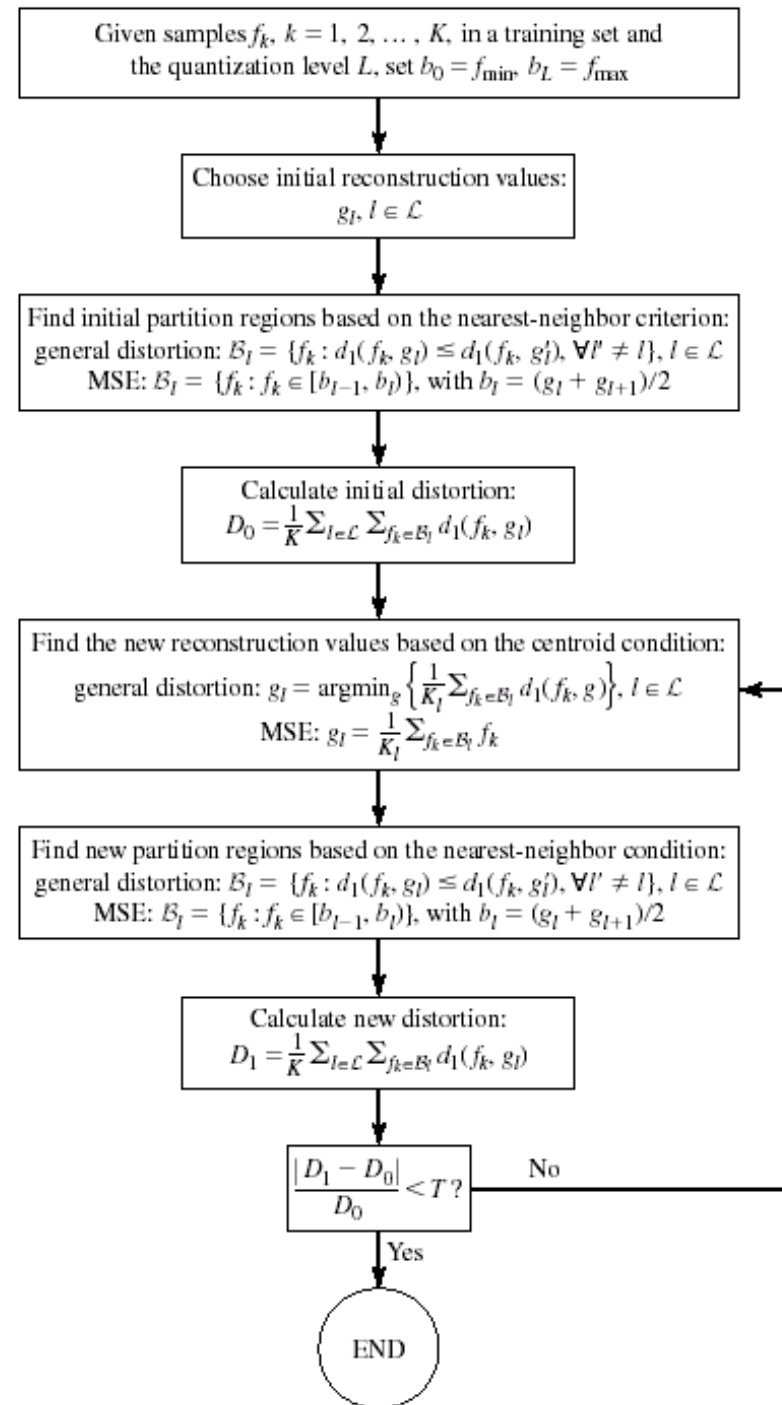 Given samples f_k, k = 1, 2, … , K, in a training set and
the quantization level L, set b_0 = f_min, b_L = f_max
Choose initial reconstruction values:
g_l, l ∈ ℒ
Find initial partition regions based on the nearest-neighbor criterion:
general distortion: ℬ_l = {f_k : d_1(f_k, g_l) ≤ d_1(f_k, g_l′), ∀l′ ≠ l}, l ∈ ℒ
MSE: ℬ_l = {f_k : f_k ∈ [b_{l−1}, b_l)}, with b_l = (g_l + g_{l+1})/2
Calculate initial distortion:
D_0 = 1/K ∑_{l∈ℒ} ∑_{f_k∈ℬ_l} d_1(f_k, g_l)
Find the new reconstruction values based on the centroid condition:
general distortion: g_l = argmin_g {1/K_l ∑_{f_k∈ℬ_l} d_1(f_k, g)}, l ∈ ℒ
MSE: g_l = 1/K_l ∑_{f_k∈ℬ_l} f_k
Find new partition regions based on the nearest-neighbor condition:
general distortion: ℬ_l = {f_k : d_1(f_k, g_l) ≤ d_1(f_k, g_l′), ∀l′ ≠ l}, l ∈ ℒ
MSE: ℬ_l = {f_k : f_k ∈ [b_{l−1}, b_l)}, with b_l = (g_l + g_{l+1})/2
Calculate new distortion:
D_1 = 1/K ∑_{l∈ℒ} ∑_{f_k∈ℬ_l} d_1(f_k, g_l)
|D_1 − D_0|/D_0 < T ?
No
Yes
END